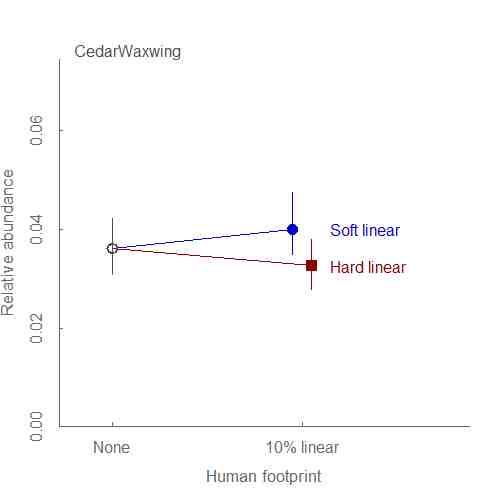 CedarWaxwing
Relative abundance
0.06
0.04
0.02
0.00
Soft linear
Hard linear
None
10% linear
Human footprint